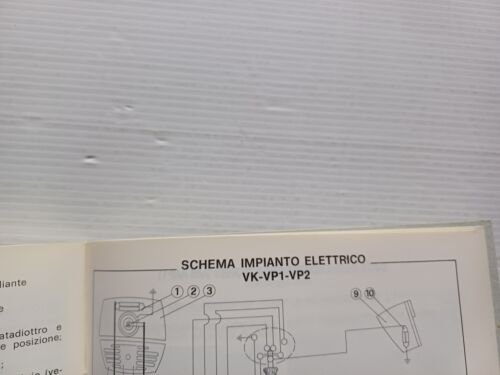 liante
e
atadiottro e
e posizione;
SCHEMA IMPIANTO ELETTRICO
VK-VP1-VP2
1 2 3
9 10